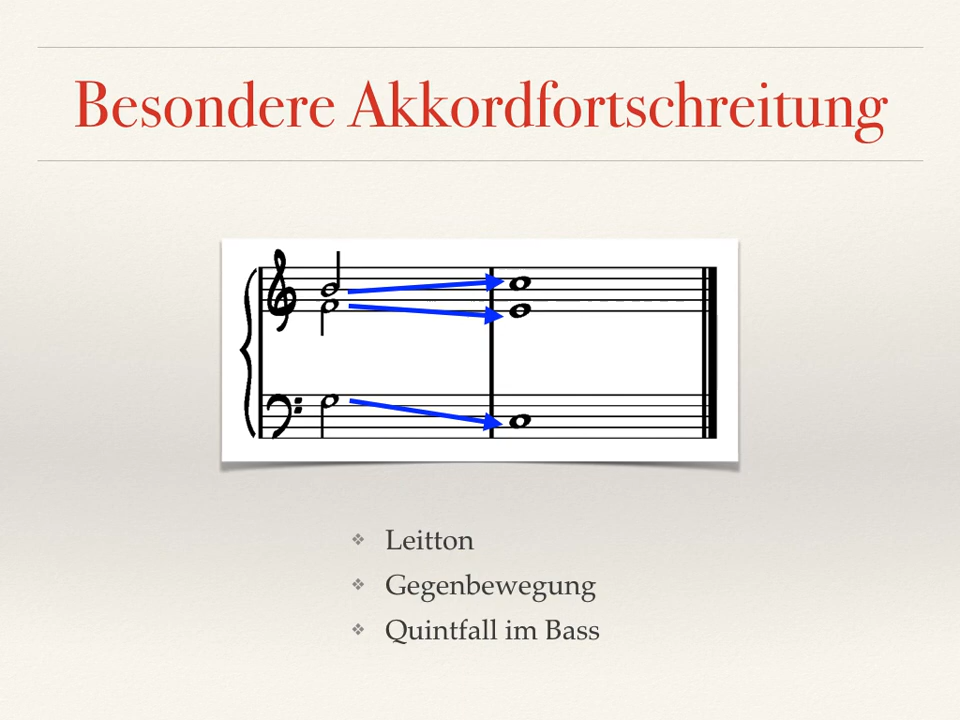 Besondere Akkordfortschreitung
Leitton
Gegenbewegung
Quintfall im Bass